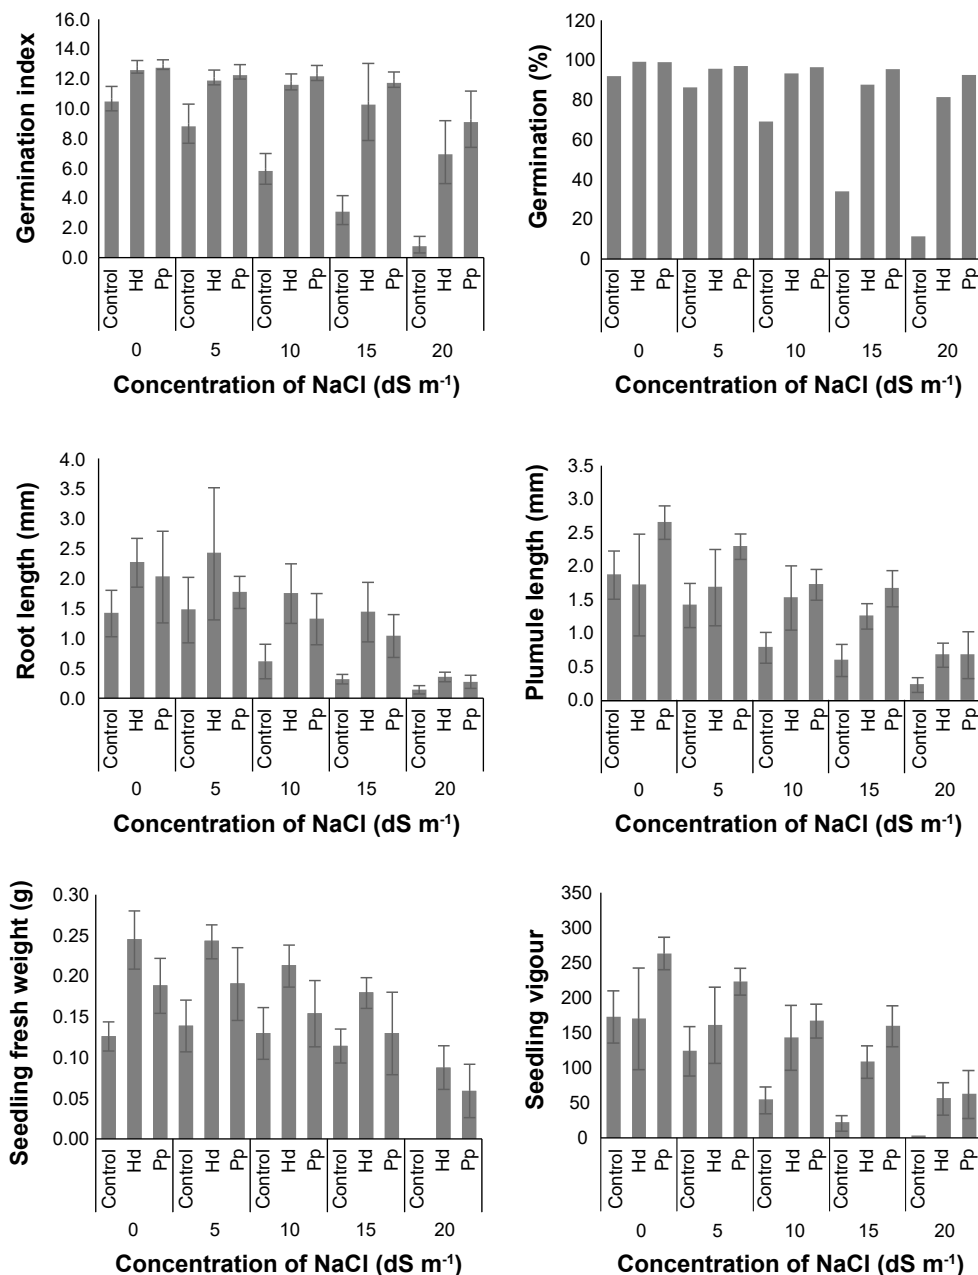 Germination index
16.0
14.0
12.0
10.0
8.0
6.0
4.0
2.0
0.0
Control Hd Pp Control Hd Pp Control Hd Pp Control Hd Pp Control Hd Pp
0 5 10 15 20
Concentration of NaCl (dS m⁻¹)
Germination (%)
120
100
80
60
40
20
0
Control Hd Pp Control Hd Pp Control Hd Pp Control Hd Pp Control Hd Pp
0 5 10 15 20
Concentration of NaCl (dS m⁻¹)
Root length (mm)
4.0
3.5
3.0
2.5
2.0
1.5
1.0
0.5
0.0
Control Hd Pp Control Hd Pp Control Hd Pp Control Hd Pp Control Hd Pp
0 5 10 15 20
Concentration of NaCl (dS m⁻¹)
Plumule length (mm)
3.5
3.0
2.5
2.0
1.5
1.0
0.5
0.0
Control Hd Pp Control Hd Pp Control Hd Pp Control Hd Pp Control Hd Pp
0 5 10 15 20
Concentration of NaCl (dS m⁻¹)
Seedling fresh weight (g)
0.30
0.25
0.20
0.15
0.10
0.05
0.00
Control Hd Pp Control Hd Pp Control Hd Pp Control Hd Pp Control Hd Pp
0 5 10 15 20
Concentration of NaCl (dS m⁻¹)
Seedling vigour
350
300
250
200
150
100
50
0
Control Hd Pp Control Hd Pp Control Hd Pp Control Hd Pp Control Hd Pp
0 5 10 15 20
Concentration of NaCl (dS m⁻¹)